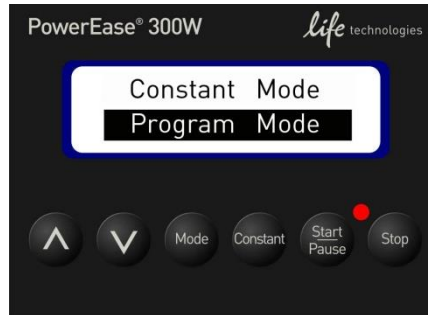 PowerEase® 300W life technologies
Constant Mode
Program Mode
Mode Constant Start Pause Stop